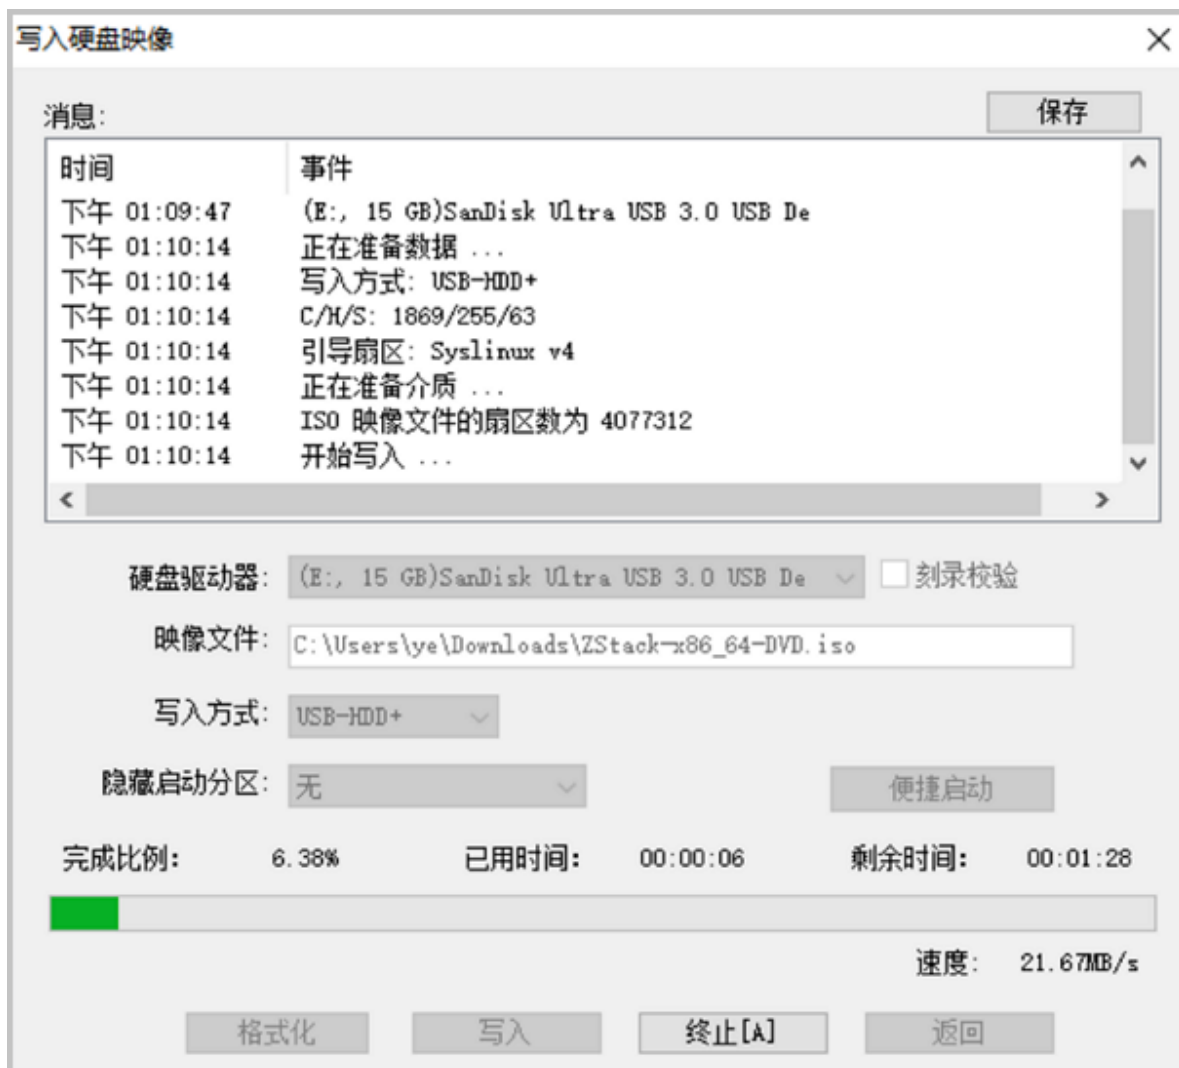 写入硬盘映像
消息:
保存
时间 事件
下午 01:09:47 (E:, 15 GB)SanDisk Ultra USB 3.0 USB De
下午 01:10:14 正在准备数据 ...
下午 01:10:14 写入方式: USB-HDD+
下午 01:10:14 C/H/S: 1869/255/63
下午 01:10:14 引导扇区: Syslinux v4
下午 01:10:14 正在准备介质 ...
下午 01:10:14 ISO 映像文件的扇区数为 4077312
下午 01:10:14 开始写入 ...
硬盘驱动器: (E:, 15 GB)SanDisk Ultra USB 3.0 USB De 刻录校验
映像文件: C:\Users\ye\Downloads\ZStack-x86_64-DVD.iso
写入方式: USB-HDD+
隐藏启动分区: 无 便捷启动
完成比例: 6.38% 已用时间: 00:00:06 剩余时间: 00:01:28
速度: 21.67MB/s
格式化 写入 终止[A] 返回